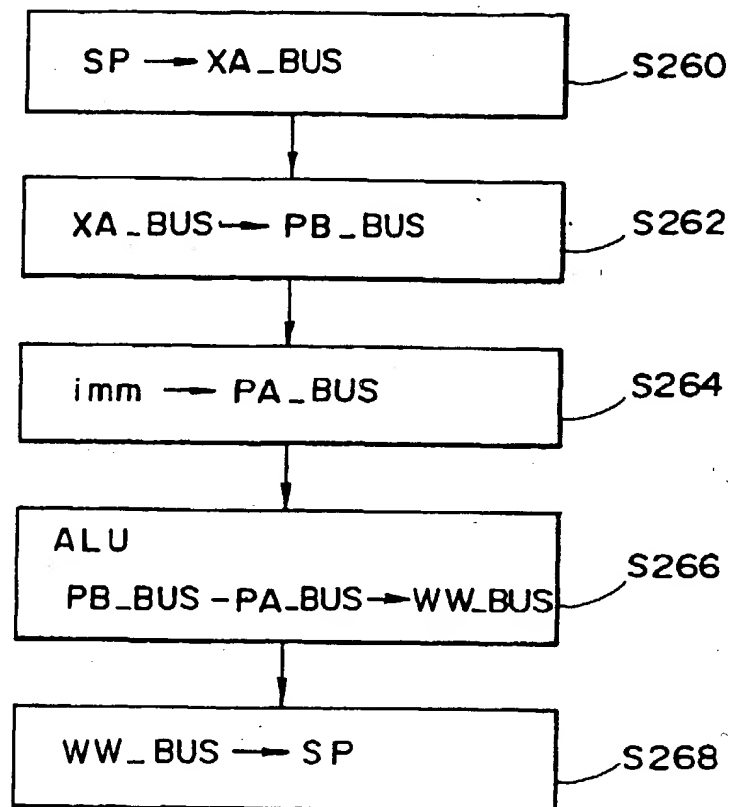 SP → XA_BUS
S260
XA_BUS → PB_BUS
S262
imm → PA_BUS
S264
ALU
PB_BUS - PA_BUS → WW_BUS
S266
WW_BUS → SP
S268